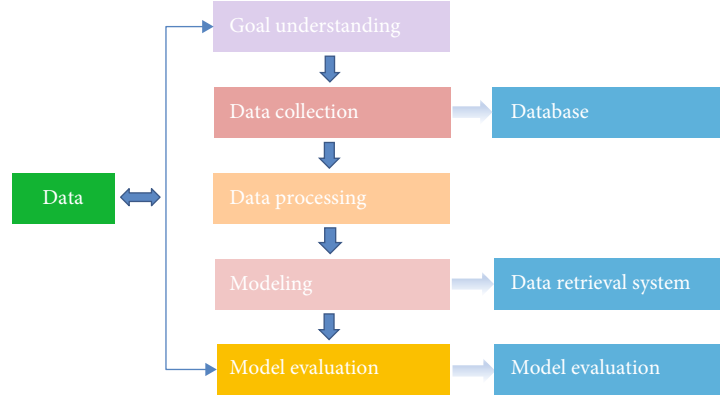 Goal understanding
Data collection
Database
Data processing
Data
Modeling
Data retrieval system
Model evaluation
Model evaluation